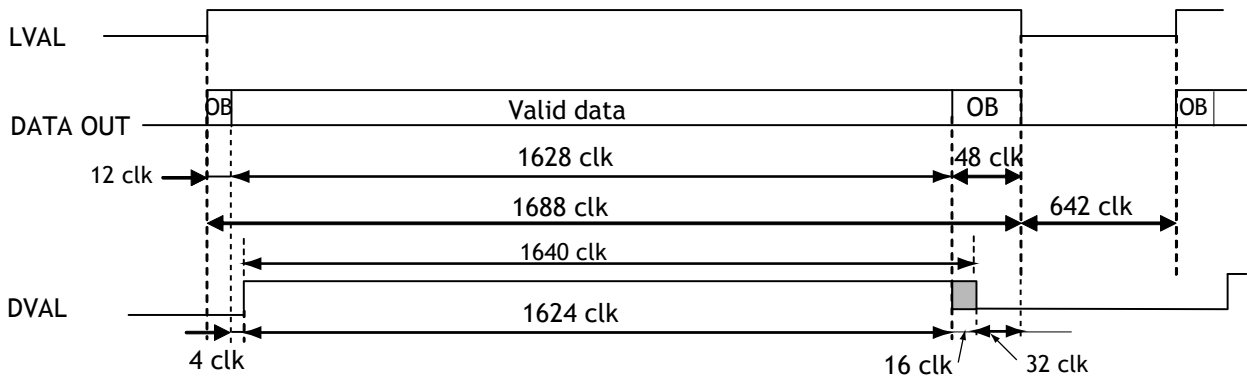 LVAL
OB Valid data OB OB
DATA OUT
1628 clk 48 clk
12 clk
1688 clk 642 clk
1640 clk
DVAL
1624 clk
4 clk 16 clk 32 clk